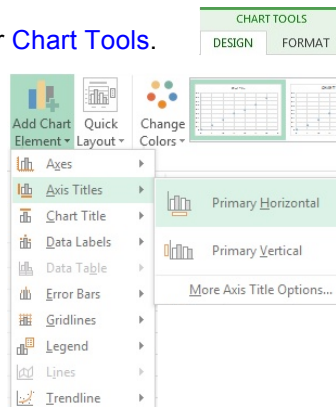 CHART TOOLS
r Chart Tools.
DESIGN FORMAT
Add Chart Element
Quick Layout
Change Colors
Axes
Axis Titles
Chart Title
Data Labels
Data Table
Error Bars
Gridlines
Legend
Lines
Trendline
Primary Horizontal
Primary Vertical
More Axis Title Options...